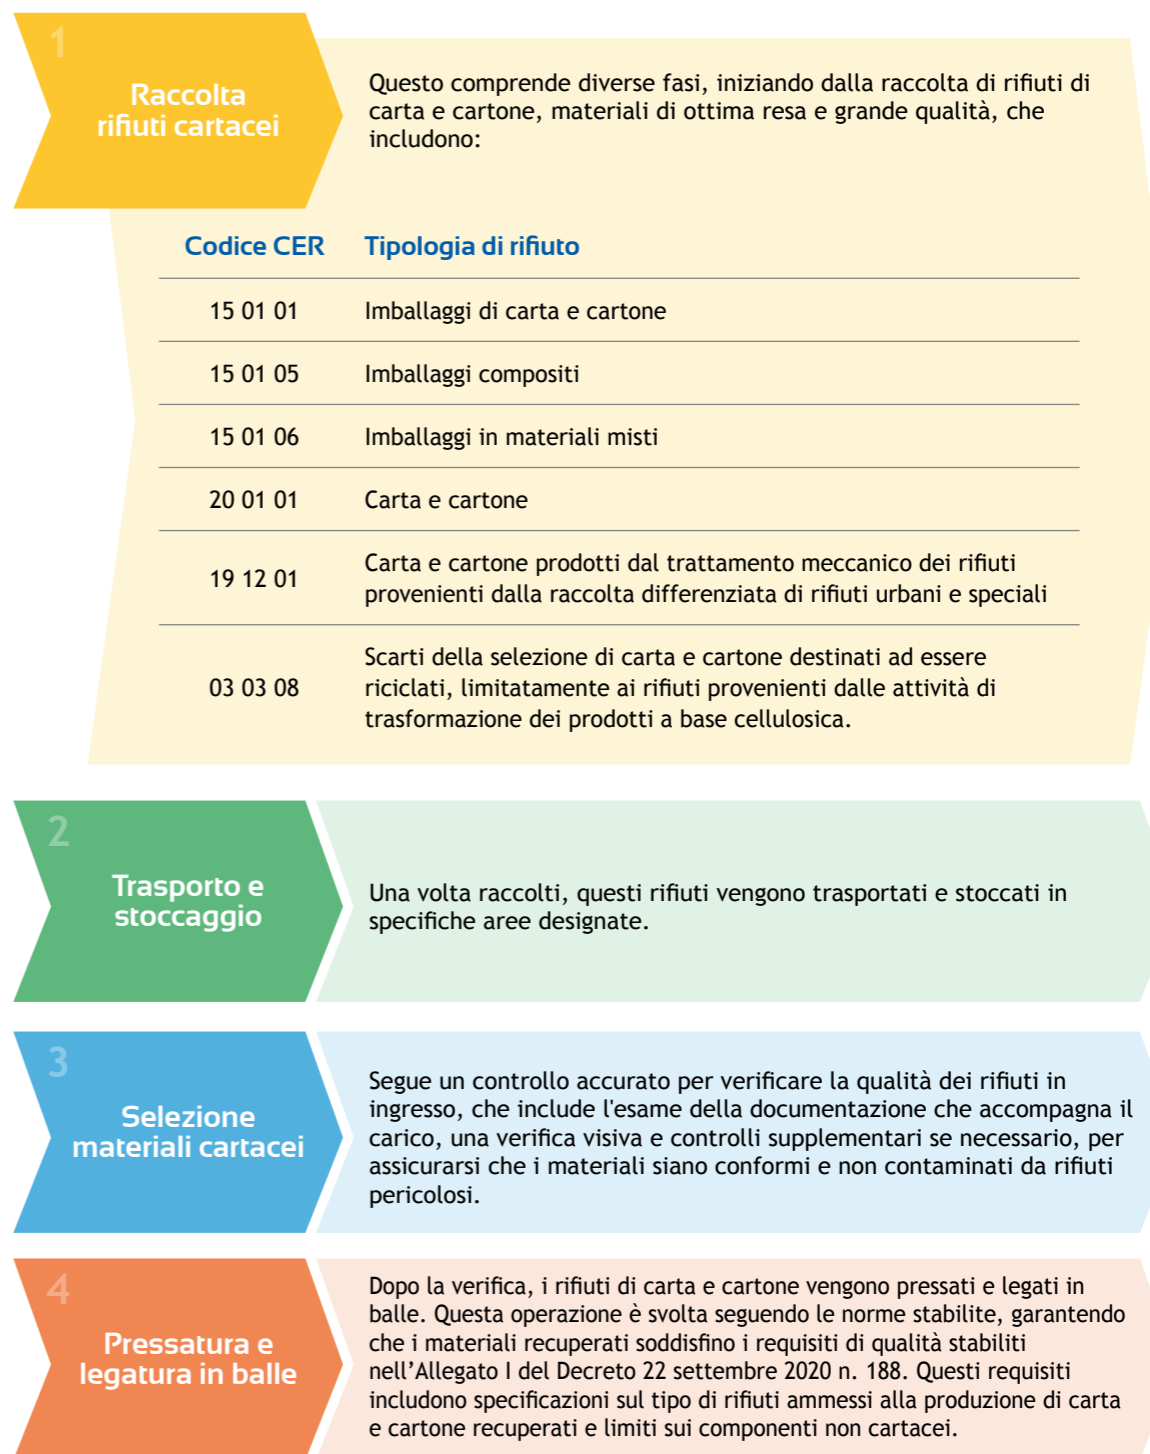 1
Raccolta
rifiuti cartacei
Questo comprende diverse fasi, iniziando dalla raccolta di rifiuti di
carta e cartone, materiali di ottima resa e grande qualità, che
includono:
Codice CER Tipologia di rifiuto
15 01 01 Imballaggi di carta e cartone
15 01 05 Imballaggi compositi
15 01 06 Imballaggi in materiali misti
20 01 01 Carta e cartone
19 12 01 Carta e cartone prodotti dal trattamento meccanico dei rifiuti
provenienti dalla raccolta differenziata di rifiuti urbani e speciali
03 03 08 Scarti della selezione di carta e cartone destinati ad essere
riciclati, limitatamente ai rifiuti provenienti dalle attività di
trasformazione dei prodotti a base cellulosica.
2
Trasporto e
stoccaggio
Una volta raccolti, questi rifiuti vengono trasportati e stoccati in
specifiche aree designate.
3
Selezione
materiali cartacei
Segue un controllo accurato per verificare la qualità dei rifiuti in
ingresso, che include l'esame della documentazione che accompagna il
carico, una verifica visiva e controlli supplementari se necessario, per
assicurarsi che i materiali siano conformi e non contaminati da rifiuti
pericolosi.
4
Pressatura e
legatura in balle
Dopo la verifica, i rifiuti di carta e cartone vengono pressati e legati in
balle. Questa operazione è svolta seguendo le norme stabilite, garantendo
che i materiali recuperati soddisfino i requisiti di qualità stabiliti
nell’Allegato I del Decreto 22 settembre 2020 n. 188. Questi requisiti
includono specificazioni sul tipo di rifiuti ammessi alla produzione di carta
e cartone recuperati e limiti sui componenti non cartacei.